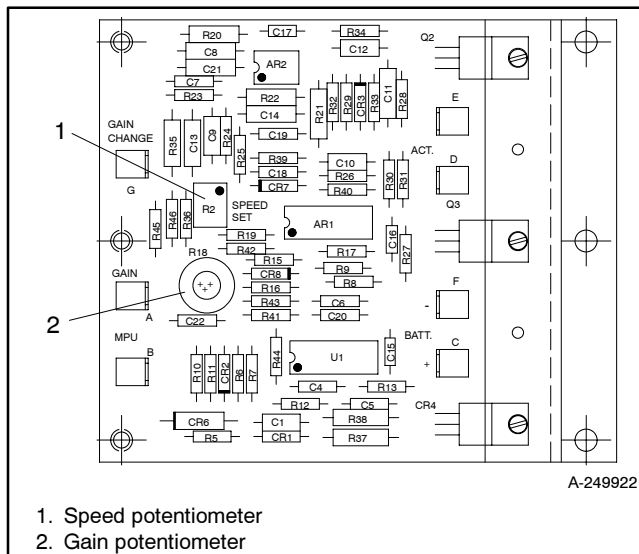 R20
C17
R34
Q2
C8
C12
AR2
C21
C7
R23
R22
C14
R21
R32
R29
CR3
R33
C11
R28
E
GAIN
CHANGE
R35
C13
C9
R24
R25
C19
1
R39
C18
CR7
C10
R26
R40
R30
R31
ACT.
D
G
R2
SPEED
SET
Q3
R45
R46
R36
R19
R42
AR1
C16
R27
R18
R15
CR8
R16
R43
R41
R17
R9
R8
C6
C20
GAIN
A
F
-
2
C22
MPU
B
BATT.
C
+
R10
R11
CR2
R6
R7
R44
U1
C15
C4
R13
R12
C5
CR4
CR6
R5
C1
CR1
R38
R37
A-249922
1. Speed potentiometer
2. Gain potentiometer